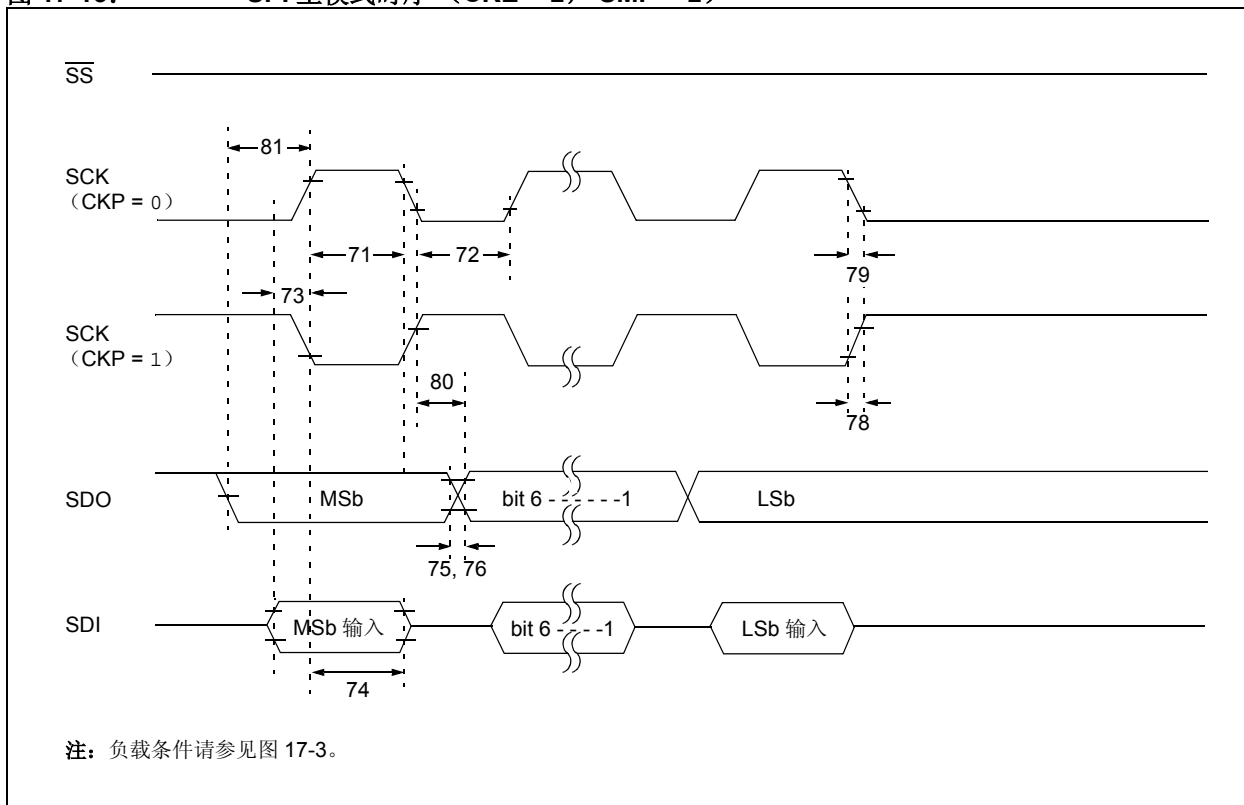 SS
81
SCK
（CKP = 0）
71
72
79
73
SCK
（CKP = 1）
80
78
SDO
MSb
bit 6 - - - - - - -1
LSb
75, 76
SDI
MSb 输入
bit 6 - - - -1
LSb 输入
74
注：负载条件请参见图 17-3。